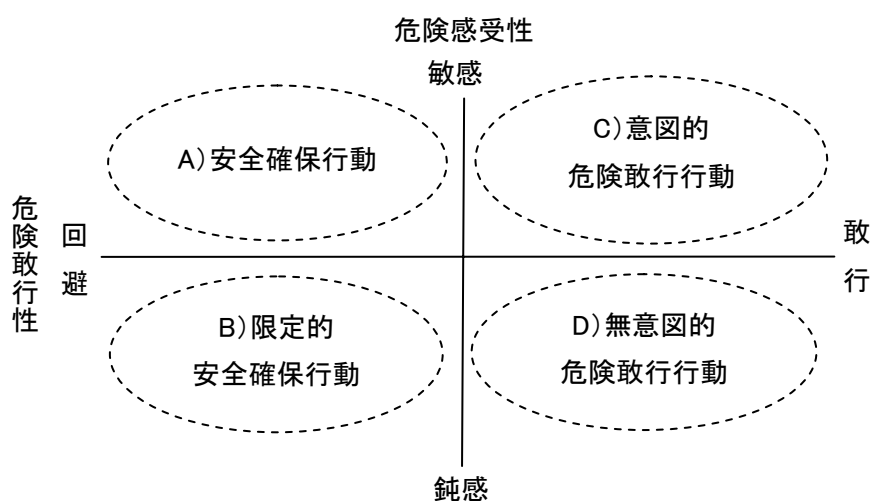 危険感受性
敏感
A)安全確保行動
C)意図的
危険敢行行動
危険敢行性
回避
敢行
B)限定的
安全確保行動
D)無意図的
危険敢行行動
鈍感